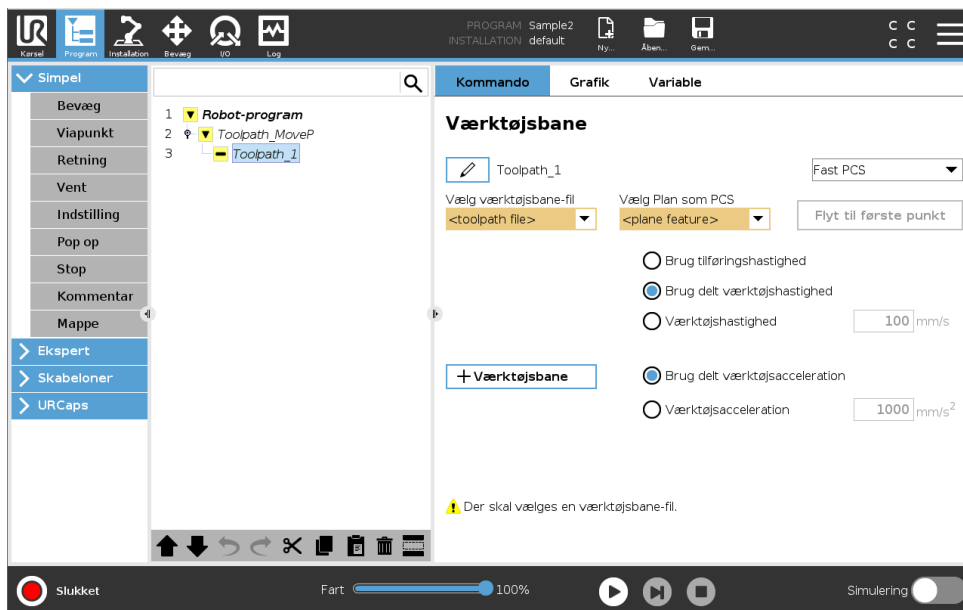 PROGRAM Sample2
INSTALLATION default
Kørsel
Program
Installation
Bevæg
I/O
Log
Ny...
Åben...
Gem...
C C
C C
Simpel
Bevæg
Viapunkt
Retning
Vent
Indstilling
Pop op
Stop
Kommentar
Mappe
Ekspert
Skabeloner
URCaps
1 Robot-program
2 Toolpath_MoveP
3 Toolpath_1
Kommando Grafik Variable
Værktøjsbane
Toolpath_1
Fast PCS
Vælg værktøjsbane-fil
<toolpath file>
Vælg Plan som PCS
<plane feature>
Flyt til første punkt
Brug tilføringshastighed
Brug delt værktøjshastighed
Værktøjshastighed 100 mm/s
+ Værktøjsbane
Brug delt værktøjsacceleration
Værktøjsacceleration 1000 mm/s²
Der skal vælges en værktøjsbane-fil.
Slukket
Fart 100%
Simulering